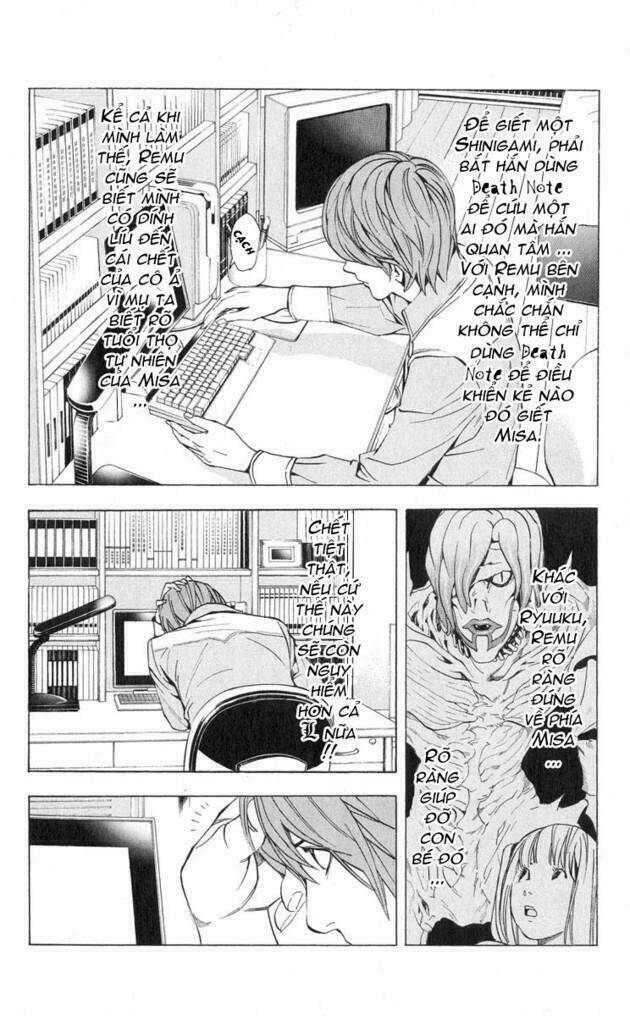 ĐỂ GIẾT MỘT
SHINIGAMI, PHẢI
BẮT HẮN DÙNG
DEATH NOTE
ĐỂ CỨU MỘT
AI ĐÓ MÀ HẮN
QUAN TÂM ...
VỚI REMU BÊN
CẠNH, MÌNH
CHẮC CHẮN
KHÔNG THỂ CHỈ
DÙNG DEATH
NOTE ĐỂ ĐIỀU
KHIỂN KẺ NÀO
ĐÓ GIẾT
MISA.
CẠCH
KỂ CẢ KHI
MÌNH LÀM
THẾ, REMU
CŨNG SẼ
BIẾT MÌNH
CÓ DÍNH
LÍU ĐẾN
CÁI CHẾT
CỦA CÔ Ả
VÌ MỤ TA
BIẾT RÕ
TUỔI THỌ
TỰ NHIÊN
CỦA MISA
...
KHÁC
VỚI
RYUUKU,
REMU
RÕ
RÀNG
ĐỨNG
VỀ PHÍA
MISA
...
RÕ
RÀNG
GIÚP
ĐỠ
CON
BÉ ĐÓ
...
CHẾT
TIỆT
THẬT,
NẾU CỨ
THẾ NÀY
CHÚNG
SẼ CÒN
NGUY
HIỂM
HƠN CẢ
L NỮA
!!